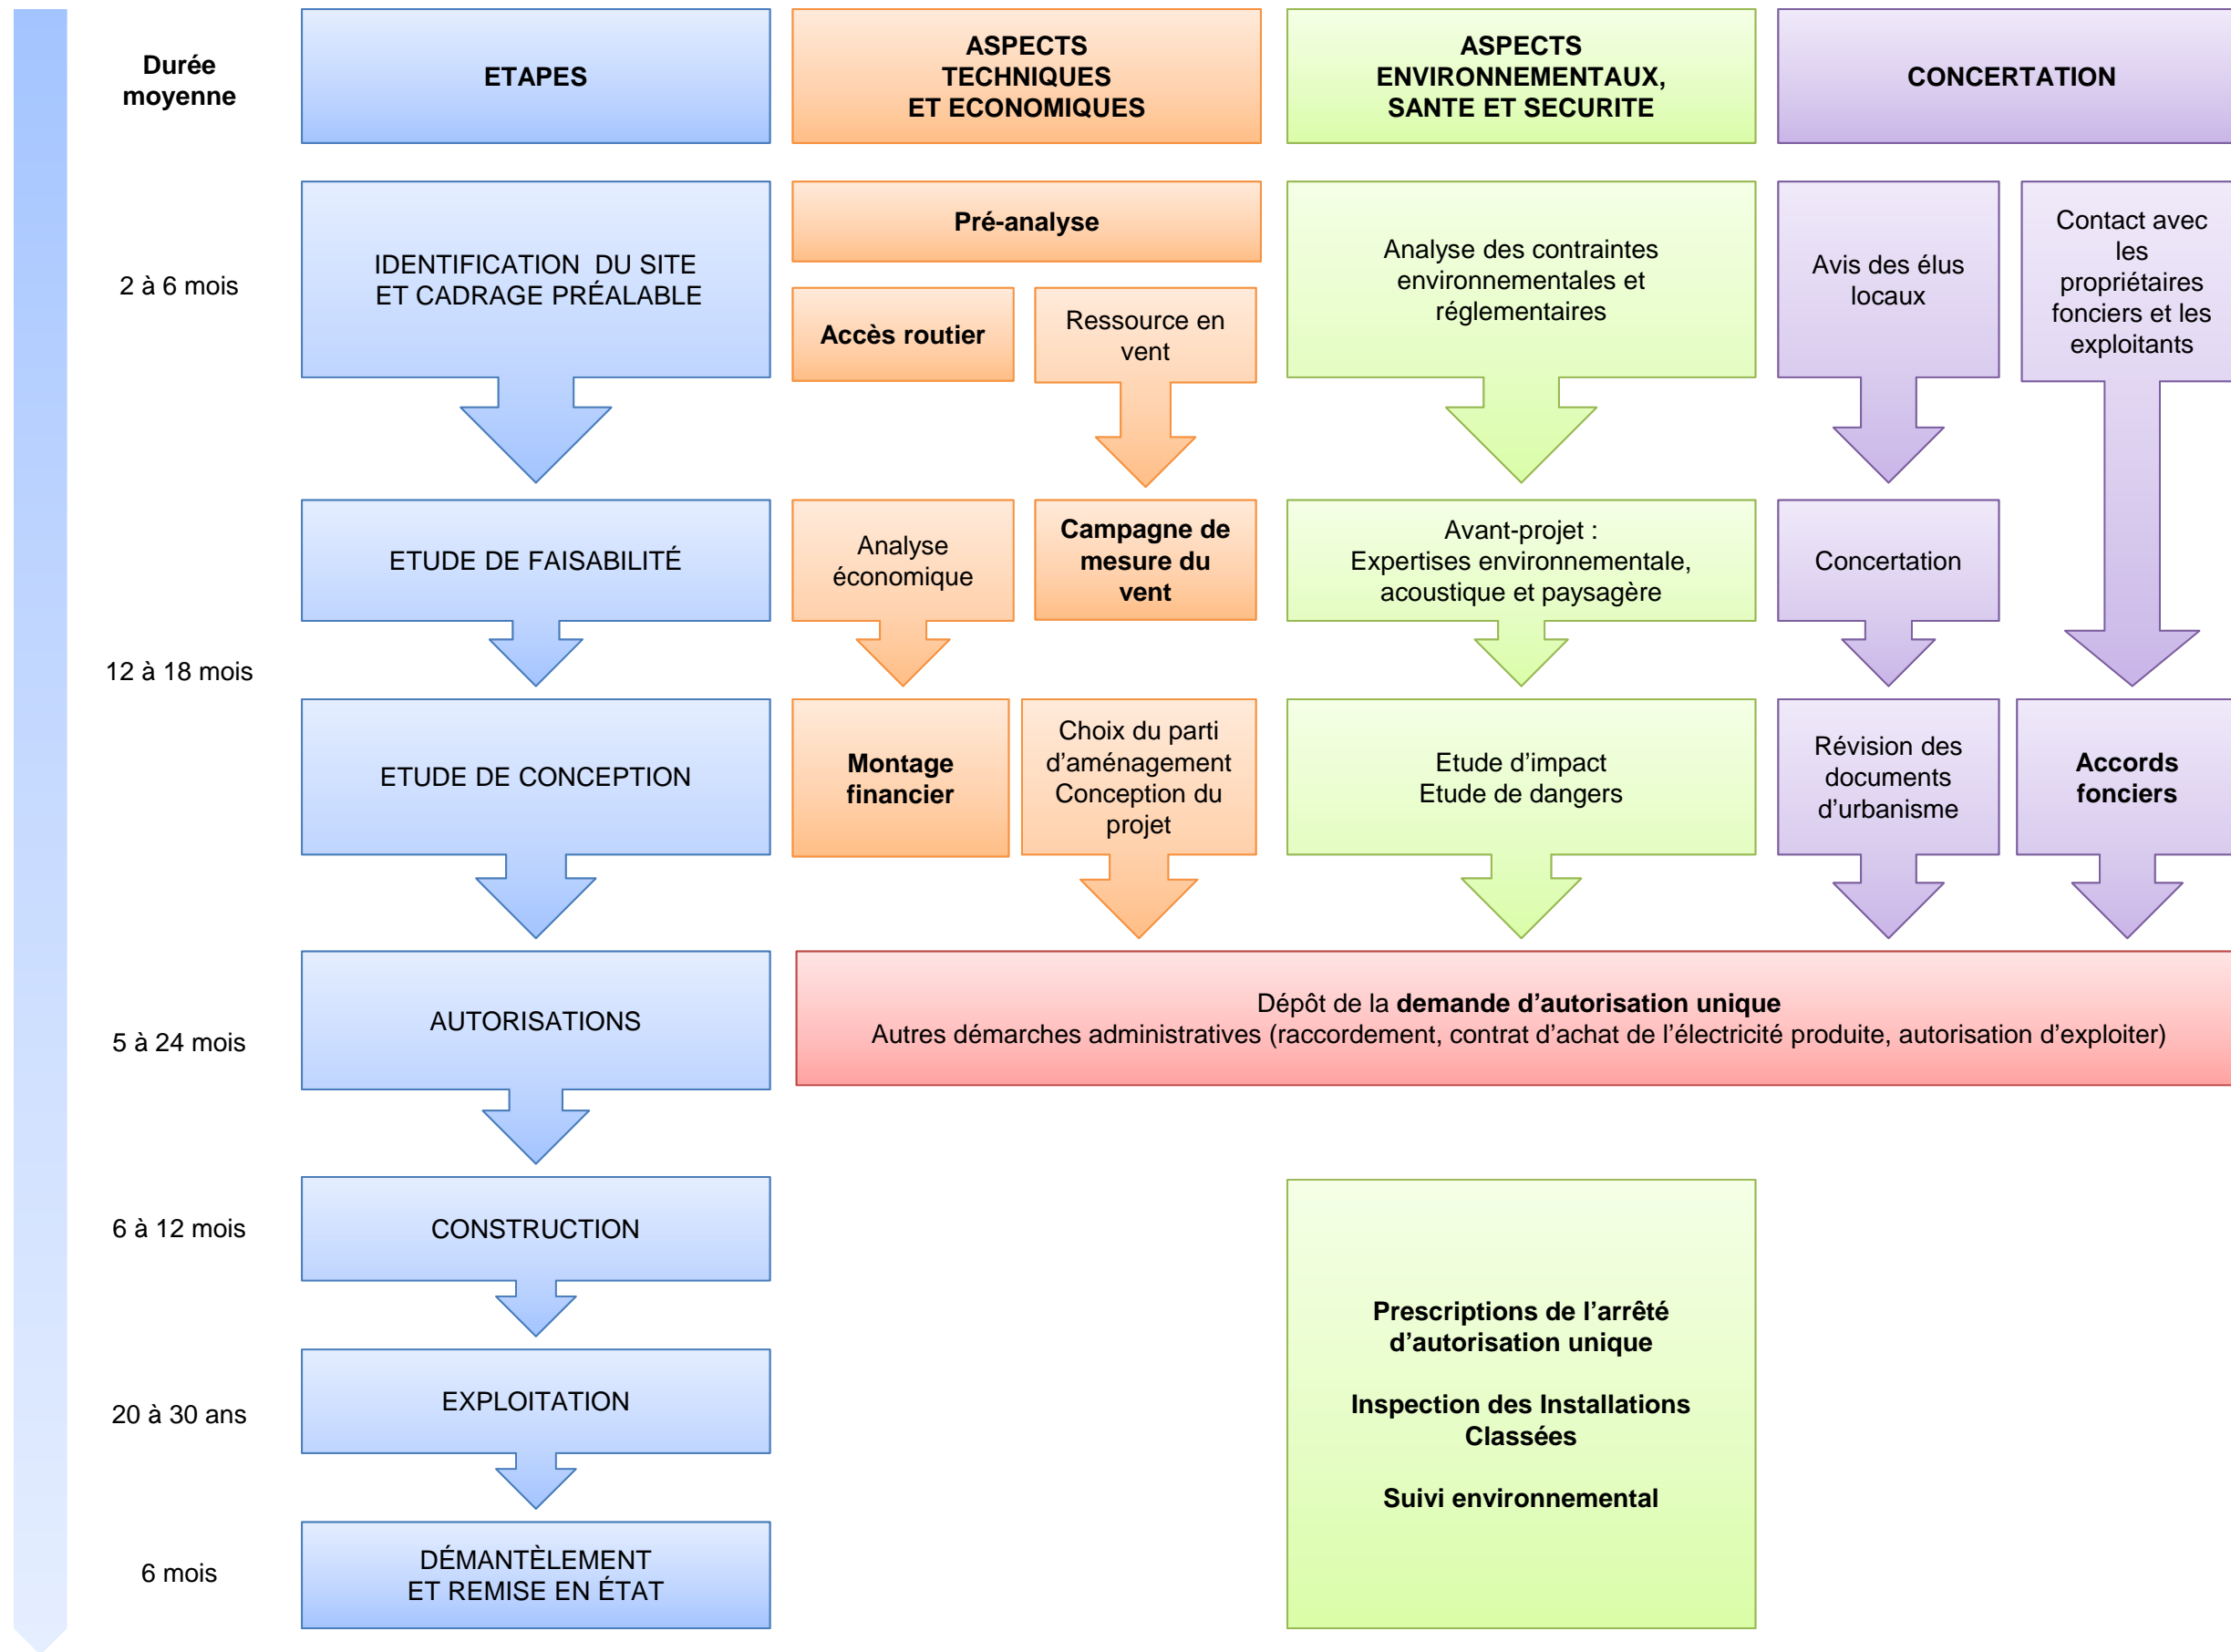 Durée
moyenne
ETAPES
ASPECTS
TECHNIQUES
ET ECONOMIQUES
ASPECTS
ENVIRONNEMENTAUX,
SANTE ET SECURITE
CONCERTATION
2 à 6 mois
IDENTIFICATION DU SITE
ET CADRAGE PRÉALABLE
Pré-analyse
Accès routier
Ressource en
vent
Analyse des contraintes
environnementales et
réglementaires
Avis des élus
locaux
Contact avec
les
propriétaires
fonciers et les
exploitants
12 à 18 mois
ETUDE DE FAISABILITÉ
Analyse
économique
Campagne de
mesure du
vent
Avant-projet :
Expertises environnementale,
acoustique et paysagère
Concertation
ETUDE DE CONCEPTION
Montage
financier
Choix du parti
d’aménagement
Conception du
projet
Etude d’impact
Etude de dangers
Révision des
documents
d’urbanisme
Accords
fonciers
5 à 24 mois
AUTORISATIONS
Dépôt de la demande d’autorisation unique
Autres démarches administratives (raccordement, contrat d’achat de l’électricité produite, autorisation d’exploiter)
6 à 12 mois
CONSTRUCTION
20 à 30 ans
EXPLOITATION
6 mois
DÉMANTÈLEMENT
ET REMISE EN ÉTAT
Prescriptions de l’arrêté
d’autorisation unique
Inspection des Installations
Classées
Suivi environnemental